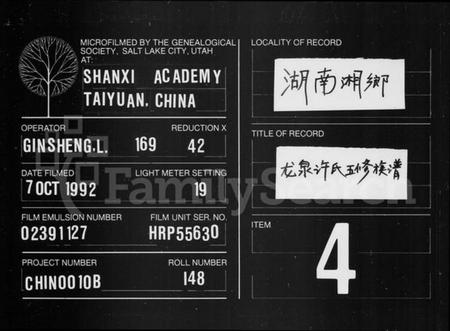 MICROFILMED BY THE GENEALOGICAL
SOCIETY, SALT LAKE CITY, UTAH
AT:
SHANXI ACADEMY
TAIYUAN, CHINA
OPERATOR REDUCTION X
GINSHENG.L. 169 42
DATE FILMED LIGHT METER SETTING
7 OCT 1992 19
FILM EMULSION NUMBER FILM UNIT SER. NO.
02391127 HRP55630
PROJECT NUMBER ROLL NUMBER
CHIN0010B 148
LOCALITY OF RECORD
湖南湘鄉
TITLE OF RECORD
龙泉许氏五修族谱
ITEM
4
FamilySearch